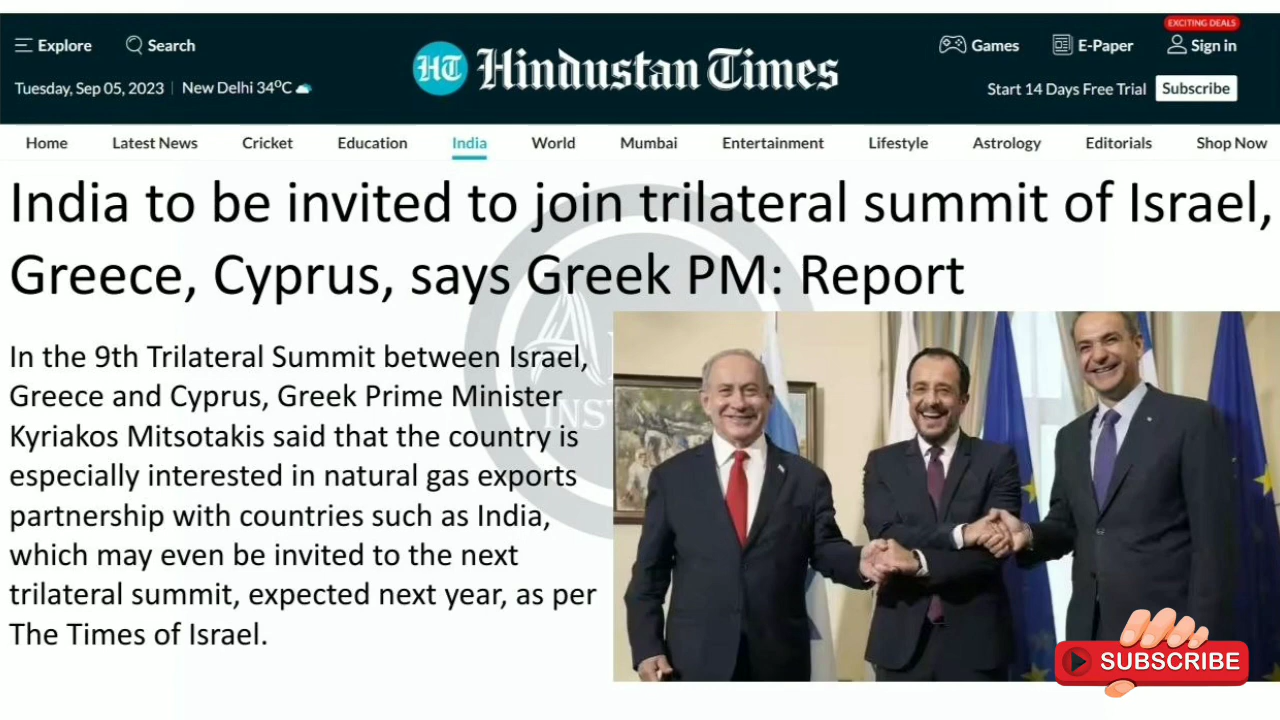 EXCITING DEALS
Explore Search
HT Hindustan Times
Games E-Paper Sign in
Tuesday, Sep 05, 2023 | New Delhi 34°C
Start 14 Days Free Trial Subscribe
Home Latest News Cricket Education India World Mumbai Entertainment Lifestyle Astrology Editorials Shop Now
India to be invited to join trilateral summit of Israel,
Greece, Cyprus, says Greek PM: Report
In the 9th Trilateral Summit between Israel,
Greece and Cyprus, Greek Prime Minister
Kyriakos Mitsotakis said that the country is
especially interested in natural gas exports
partnership with countries such as India,
which may even be invited to the next
trilateral summit, expected next year, as per
The Times of Israel.
SUBSCRIBE